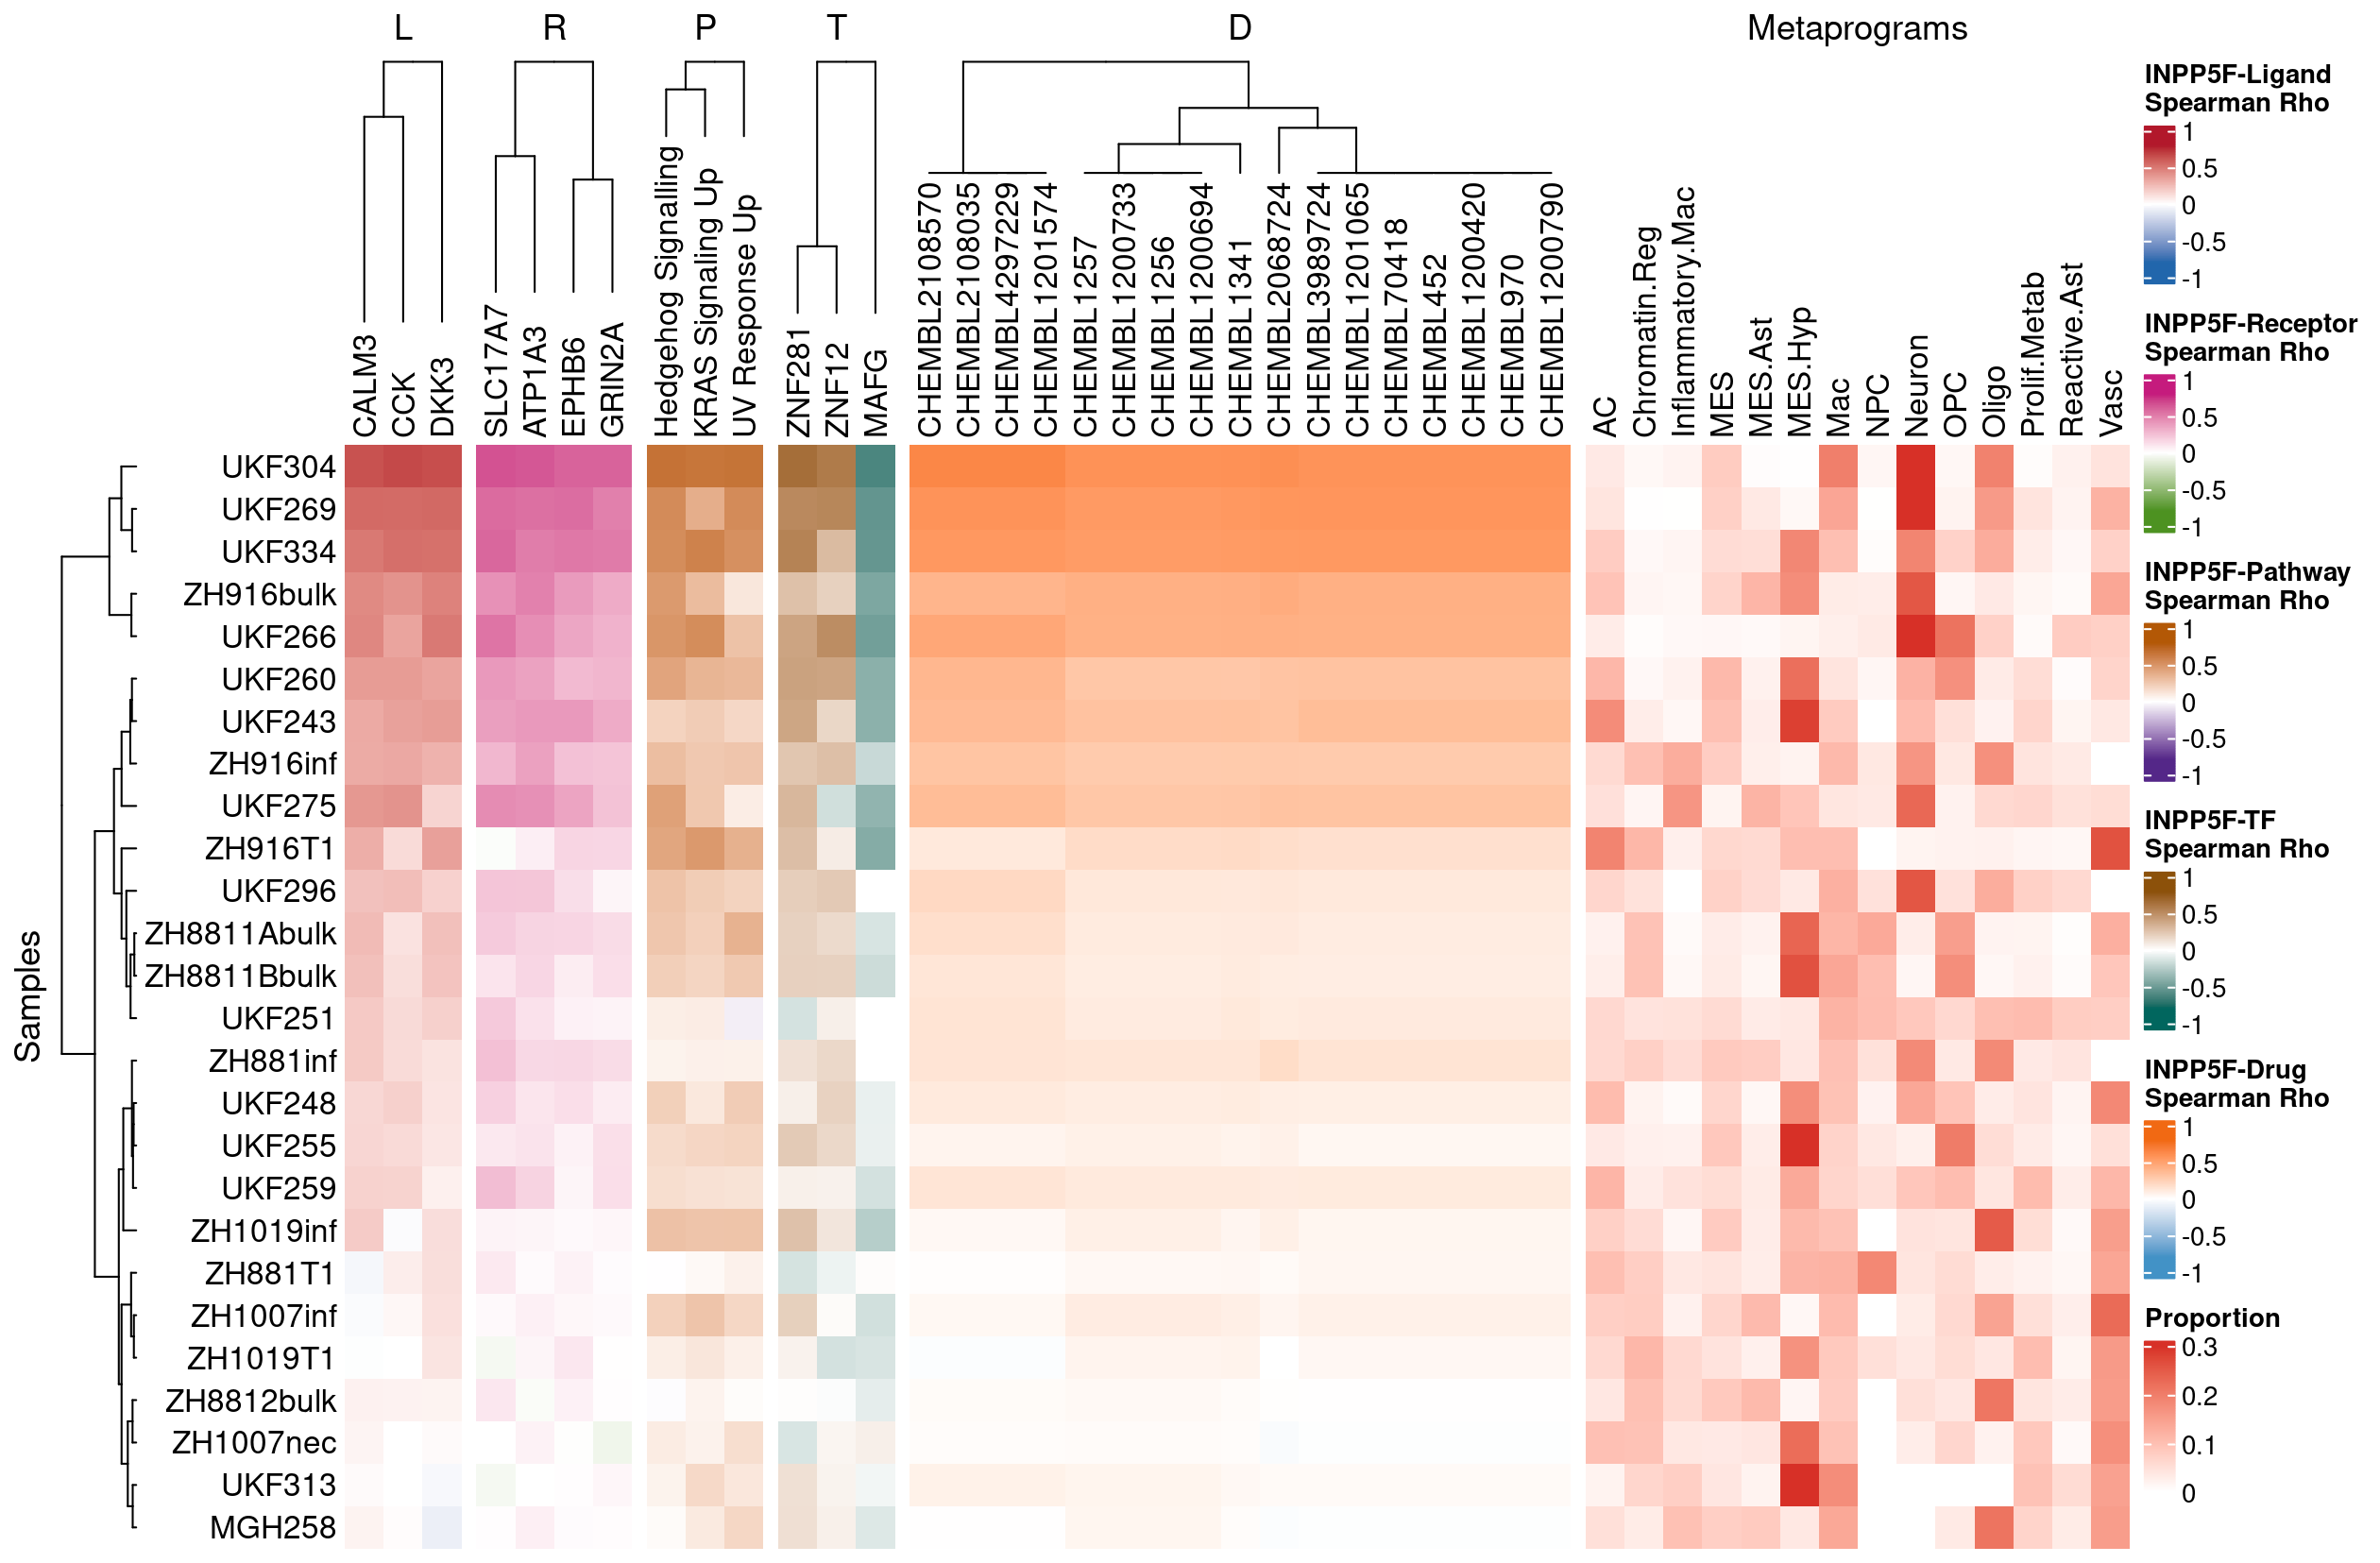 L R P T D Metaprograms
CALM3
CCK
DKK3
SLC17A7
ATP1A3
EPHB6
GRIN2A
Hedgehog Signalling
KRAS Signaling Up
UV Response Up
ZNF281
ZNF12
MAFG
CHEMBL2108570
CHEMBL2108035
CHEMBL4297229
CHEMBL1201574
CHEMBL1257
CHEMBL1200733
CHEMBL1256
CHEMBL1200694
CHEMBL1341
CHEMBL2068724
CHEMBL3989724
CHEMBL1201065
CHEMBL70418
CHEMBL452
CHEMBL1200420
CHEMBL970
CHEMBL1200790
AC
Chromatin.Reg
Inflammatory.Mac
MES
MES.Ast
MES.Hyp
Mac
NPC
Neuron
OPC
Oligo
Prolif.Metab
Reactive.Ast
Vasc
Samples
UKF304
UKF269
UKF334
ZH916bulk
UKF266
UKF260
UKF243
ZH916inf
UKF275
ZH916T1
UKF296
ZH8811Abulk
ZH8811Bbulk
UKF251
ZH881inf
UKF248
UKF255
UKF259
ZH1019inf
ZH881T1
ZH1007inf
ZH1019T1
ZH8812bulk
ZH1007nec
UKF313
MGH258
INPP5F-Ligand
Spearman Rho
1
0.5
0
-0.5
-1
INPP5F-Receptor
Spearman Rho
1
0.5
0
-0.5
-1
INPP5F-Pathway
Spearman Rho
1
0.5
0
-0.5
-1
INPP5F-TF
Spearman Rho
1
0.5
0
-0.5
-1
INPP5F-Drug
Spearman Rho
1
0.5
0
-0.5
-1
Proportion
0.3
0.2
0.1
0